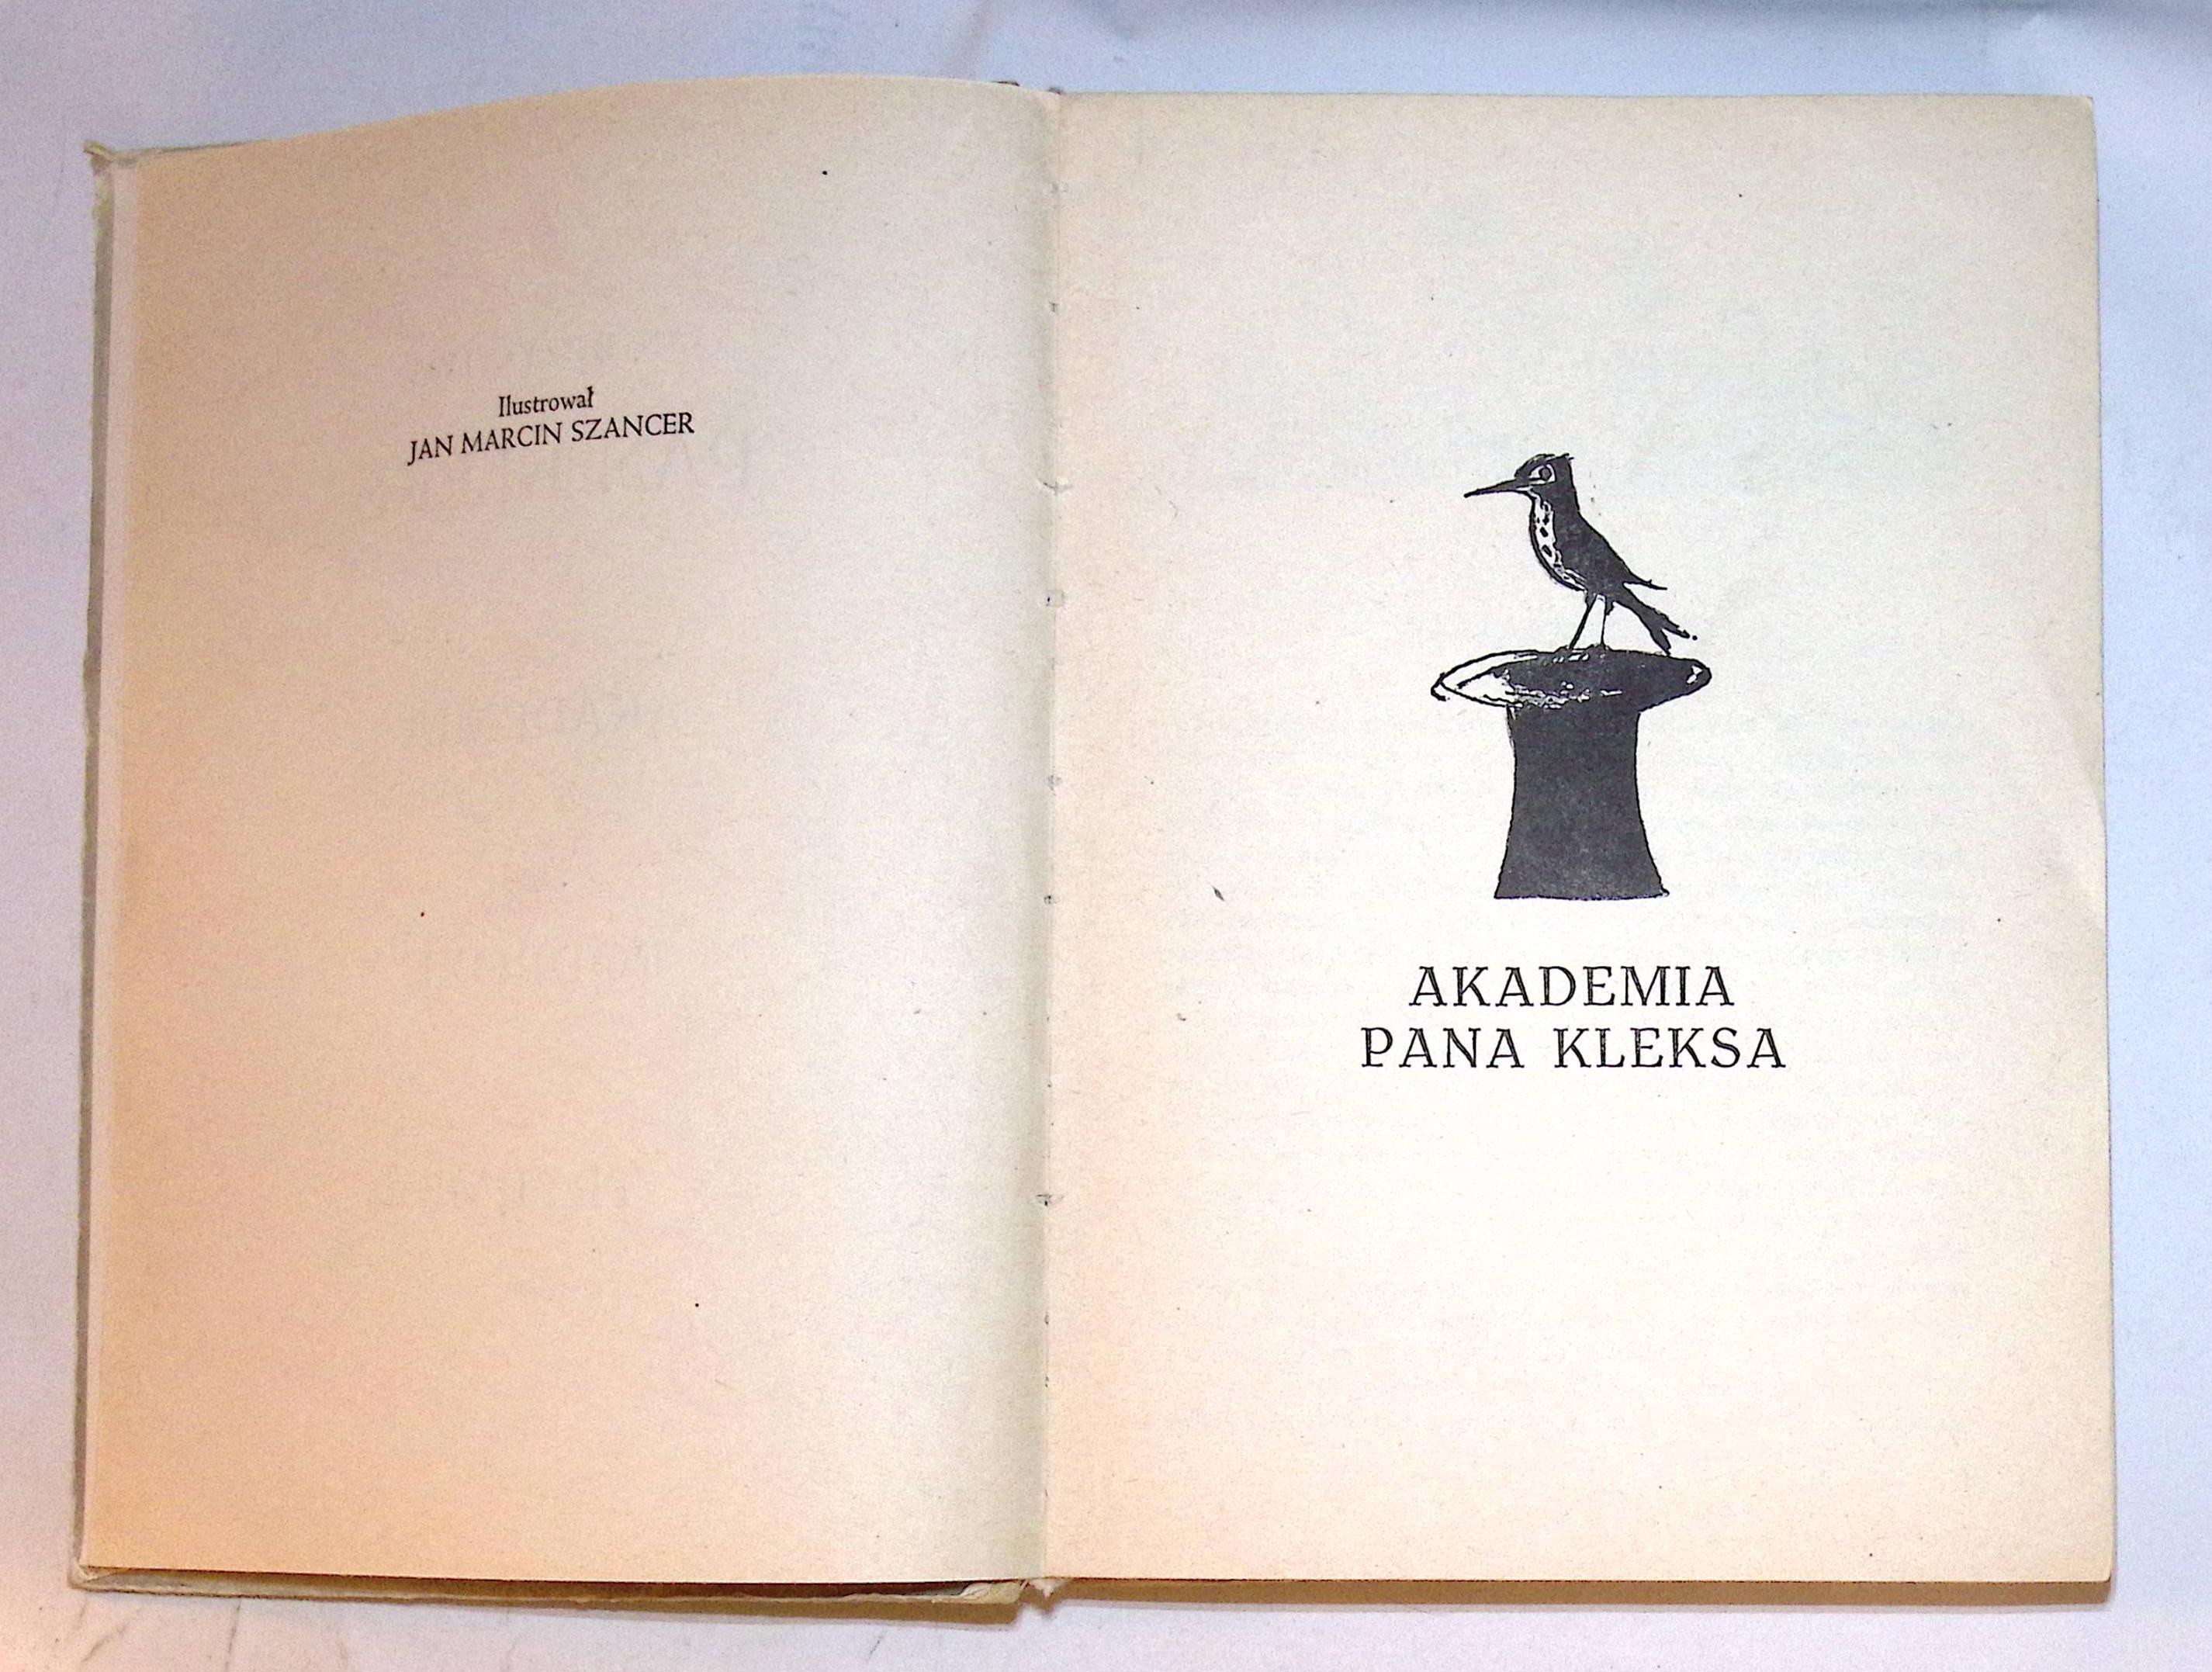 Ilustrował
JAN MARCIN SZANCER
AKADEMIA
PANA KLEKSA